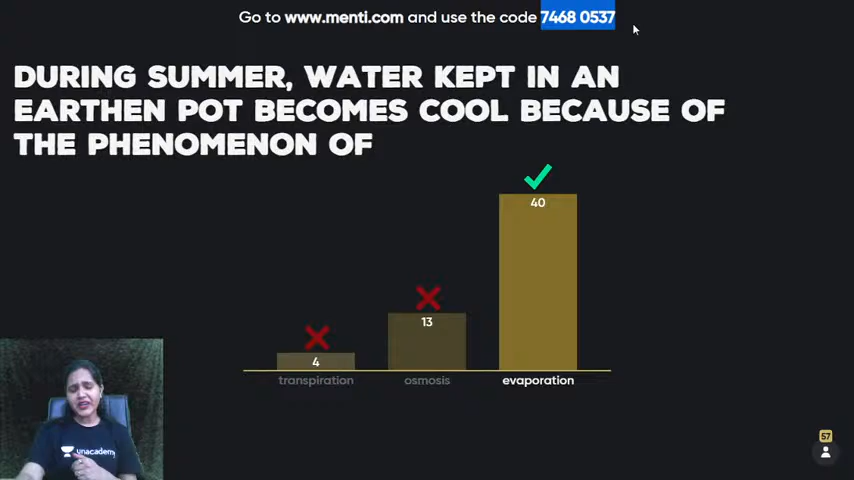 Go to www.menti.com and use the code 7468 0537
DURING SUMMER, WATER KEPT IN AN
EARTHEN POT BECOMES COOL BECAUSE OF
THE PHENOMENON OF
40
13
4
transpiration osmosis evaporation
unacademy
57